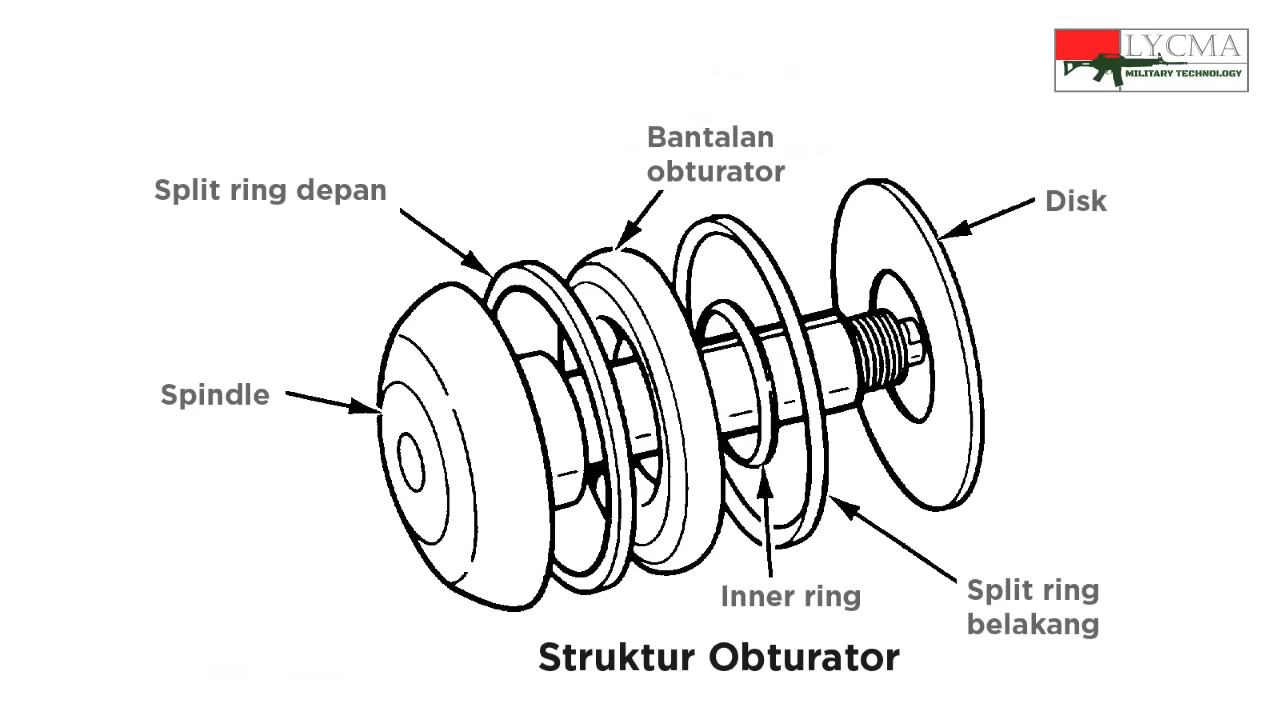 LYCMA
MILITARY TECHNOLOGY
Bantalan
obturator
Split ring depan
Disk
Spindle
Inner ring
Split ring
belakang
Struktur Obturator